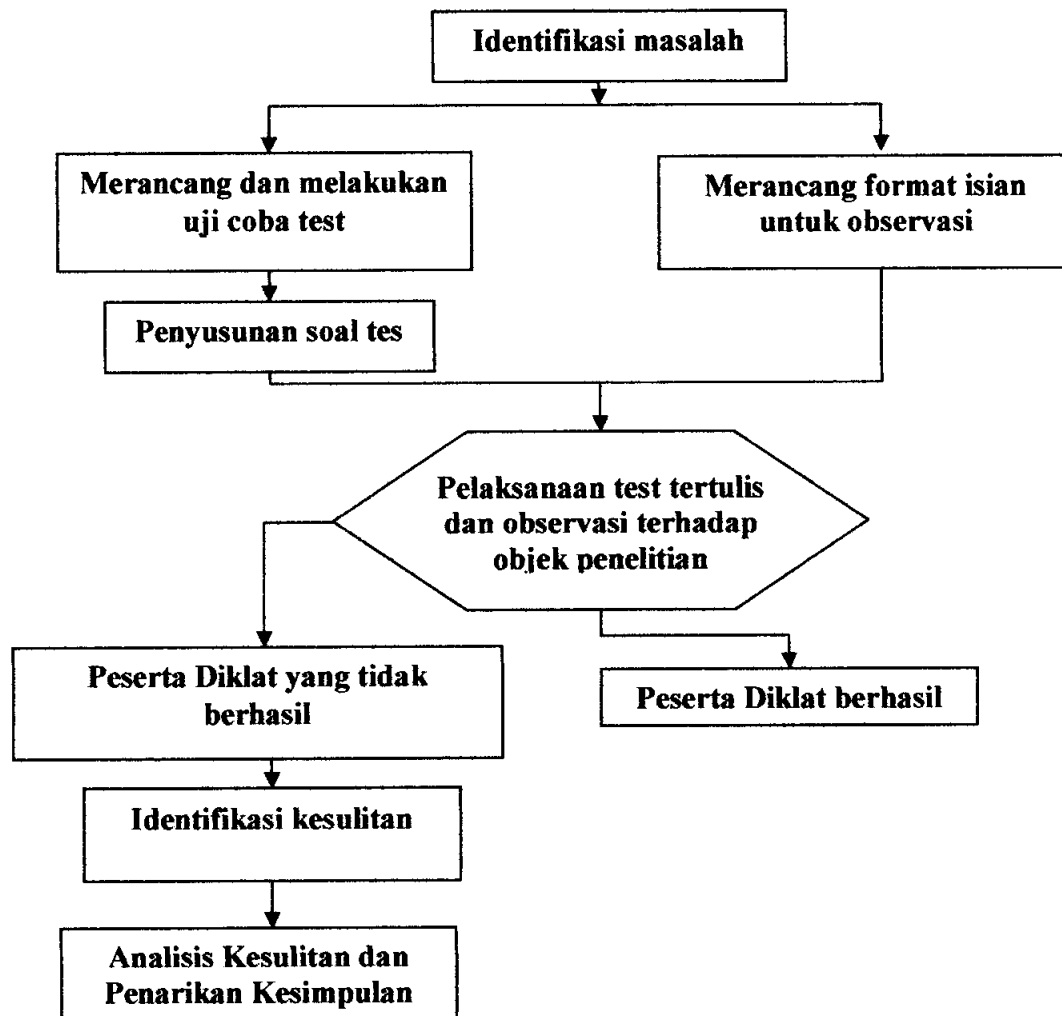 Identifikasi masalah
Merancang dan melakukan
uji coba test
Merancang format isian
untuk observasi
Penyusunan soal tes
Pelaksanaan test tertulis
dan observasi terhadap
objek penelitian
Peserta Diklat yang tidak
berhasil
Peserta Diklat berhasil
Identifikasi kesulitan
Analisis Kesulitan dan
Penarikan Kesimpulan